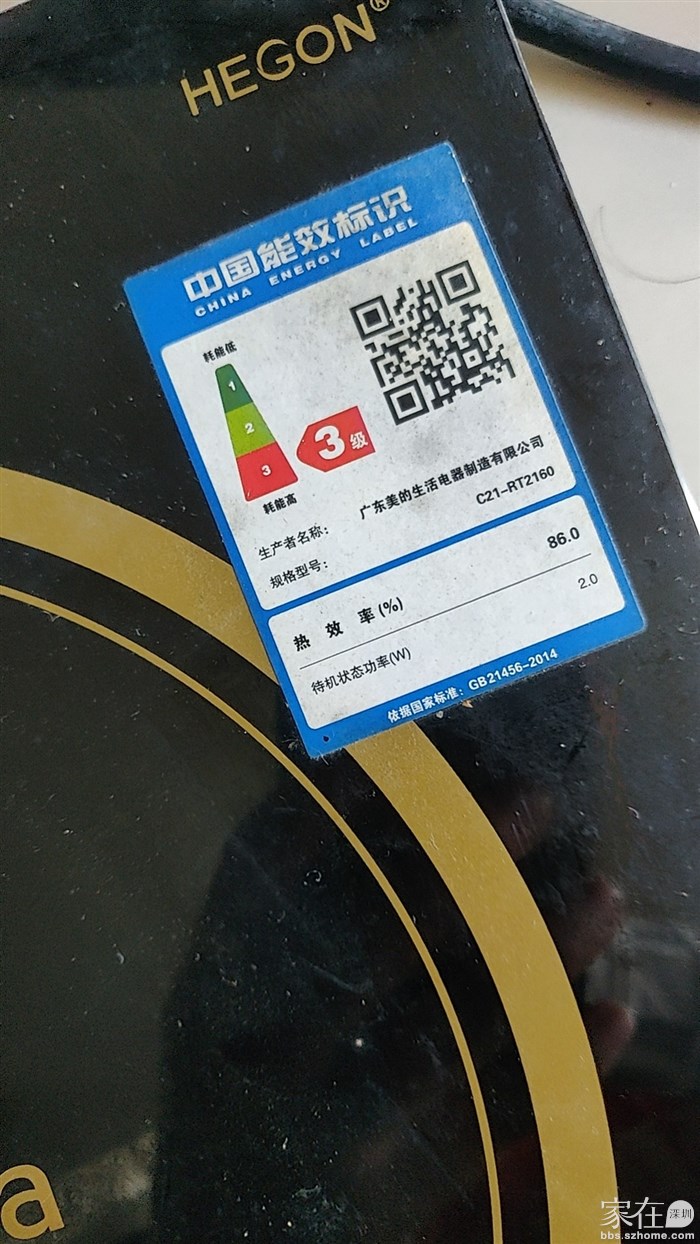 HEGON®
中国能效标识
CHINA ENERGY LABEL
耗能低
1
2
3
3级
耗能高
生产者名称: 广东美的生活电器制造有限公司
规格型号: C21-RT2160
热效率(%) 86.0
待机状态功率(W) 2.0
依据国家标准: GB21456-2014
a
家在深圳
bbs.szhome.com